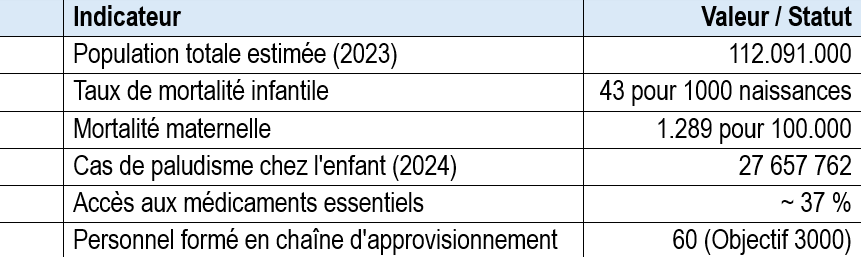 Indicateur Valeur / Statut
Population totale estimée (2023) 112.091.000
Taux de mortalité infantile 43 pour 1000 naissances
Mortalité maternelle 1.289 pour 100.000
Cas de paludisme chez l'enfant (2024) 27 657 762
Accès aux médicaments essentiels ~ 37 %
Personnel formé en chaîne d'approvisionnement 60 (Objectif 3000)